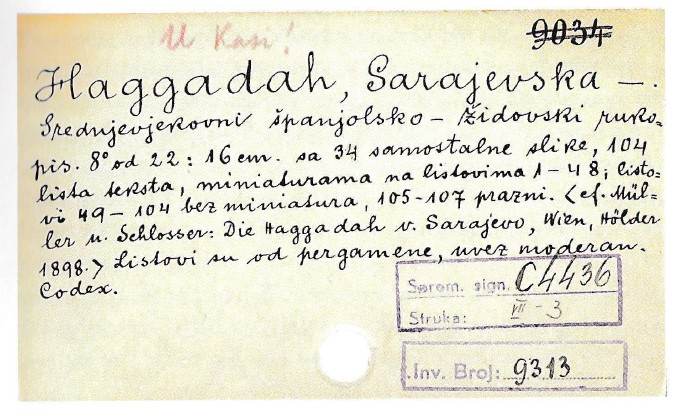 U Kasi!
9034
Haggadah, Sarajevska —.
Srednjevjekovni španjolsko - židovski ruko=
pis. 8° od 22 : 16 cm. sa 34 samostalne slike, 104
lista teksta, miniaturama na listovima 1-48; listo=
vi 49-104 bez miniatura, 105-107 prazni. <cf. Mül=
ler u. Schlosser: Die Haggadah v. Sarajevo, Wien, Hölder
1898.> Listovi su od pergamene, uvez moderan.
Codex.
Sprem. sign. C4436
Struka: VII - 3
Inv. Broj: 9313